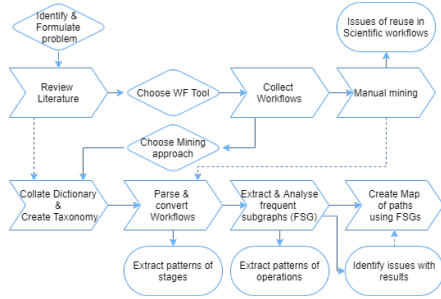 Identify &
Formulate
problem
Issues of reuse in
Scientific workflows
Review
Literature
Choose WF Tool
Collect
Workflows
Manual mining
Choose Mining
approach
Collate Dictionary
&
Create Taxonomy
Parse &
convert
Workflows
Extract & Analyse
frequent
subgraphs (FSG)
Create Map
of paths
using FSGs
Extract patterns of
stages
Extract patterns of
operations
Identify issues with
results